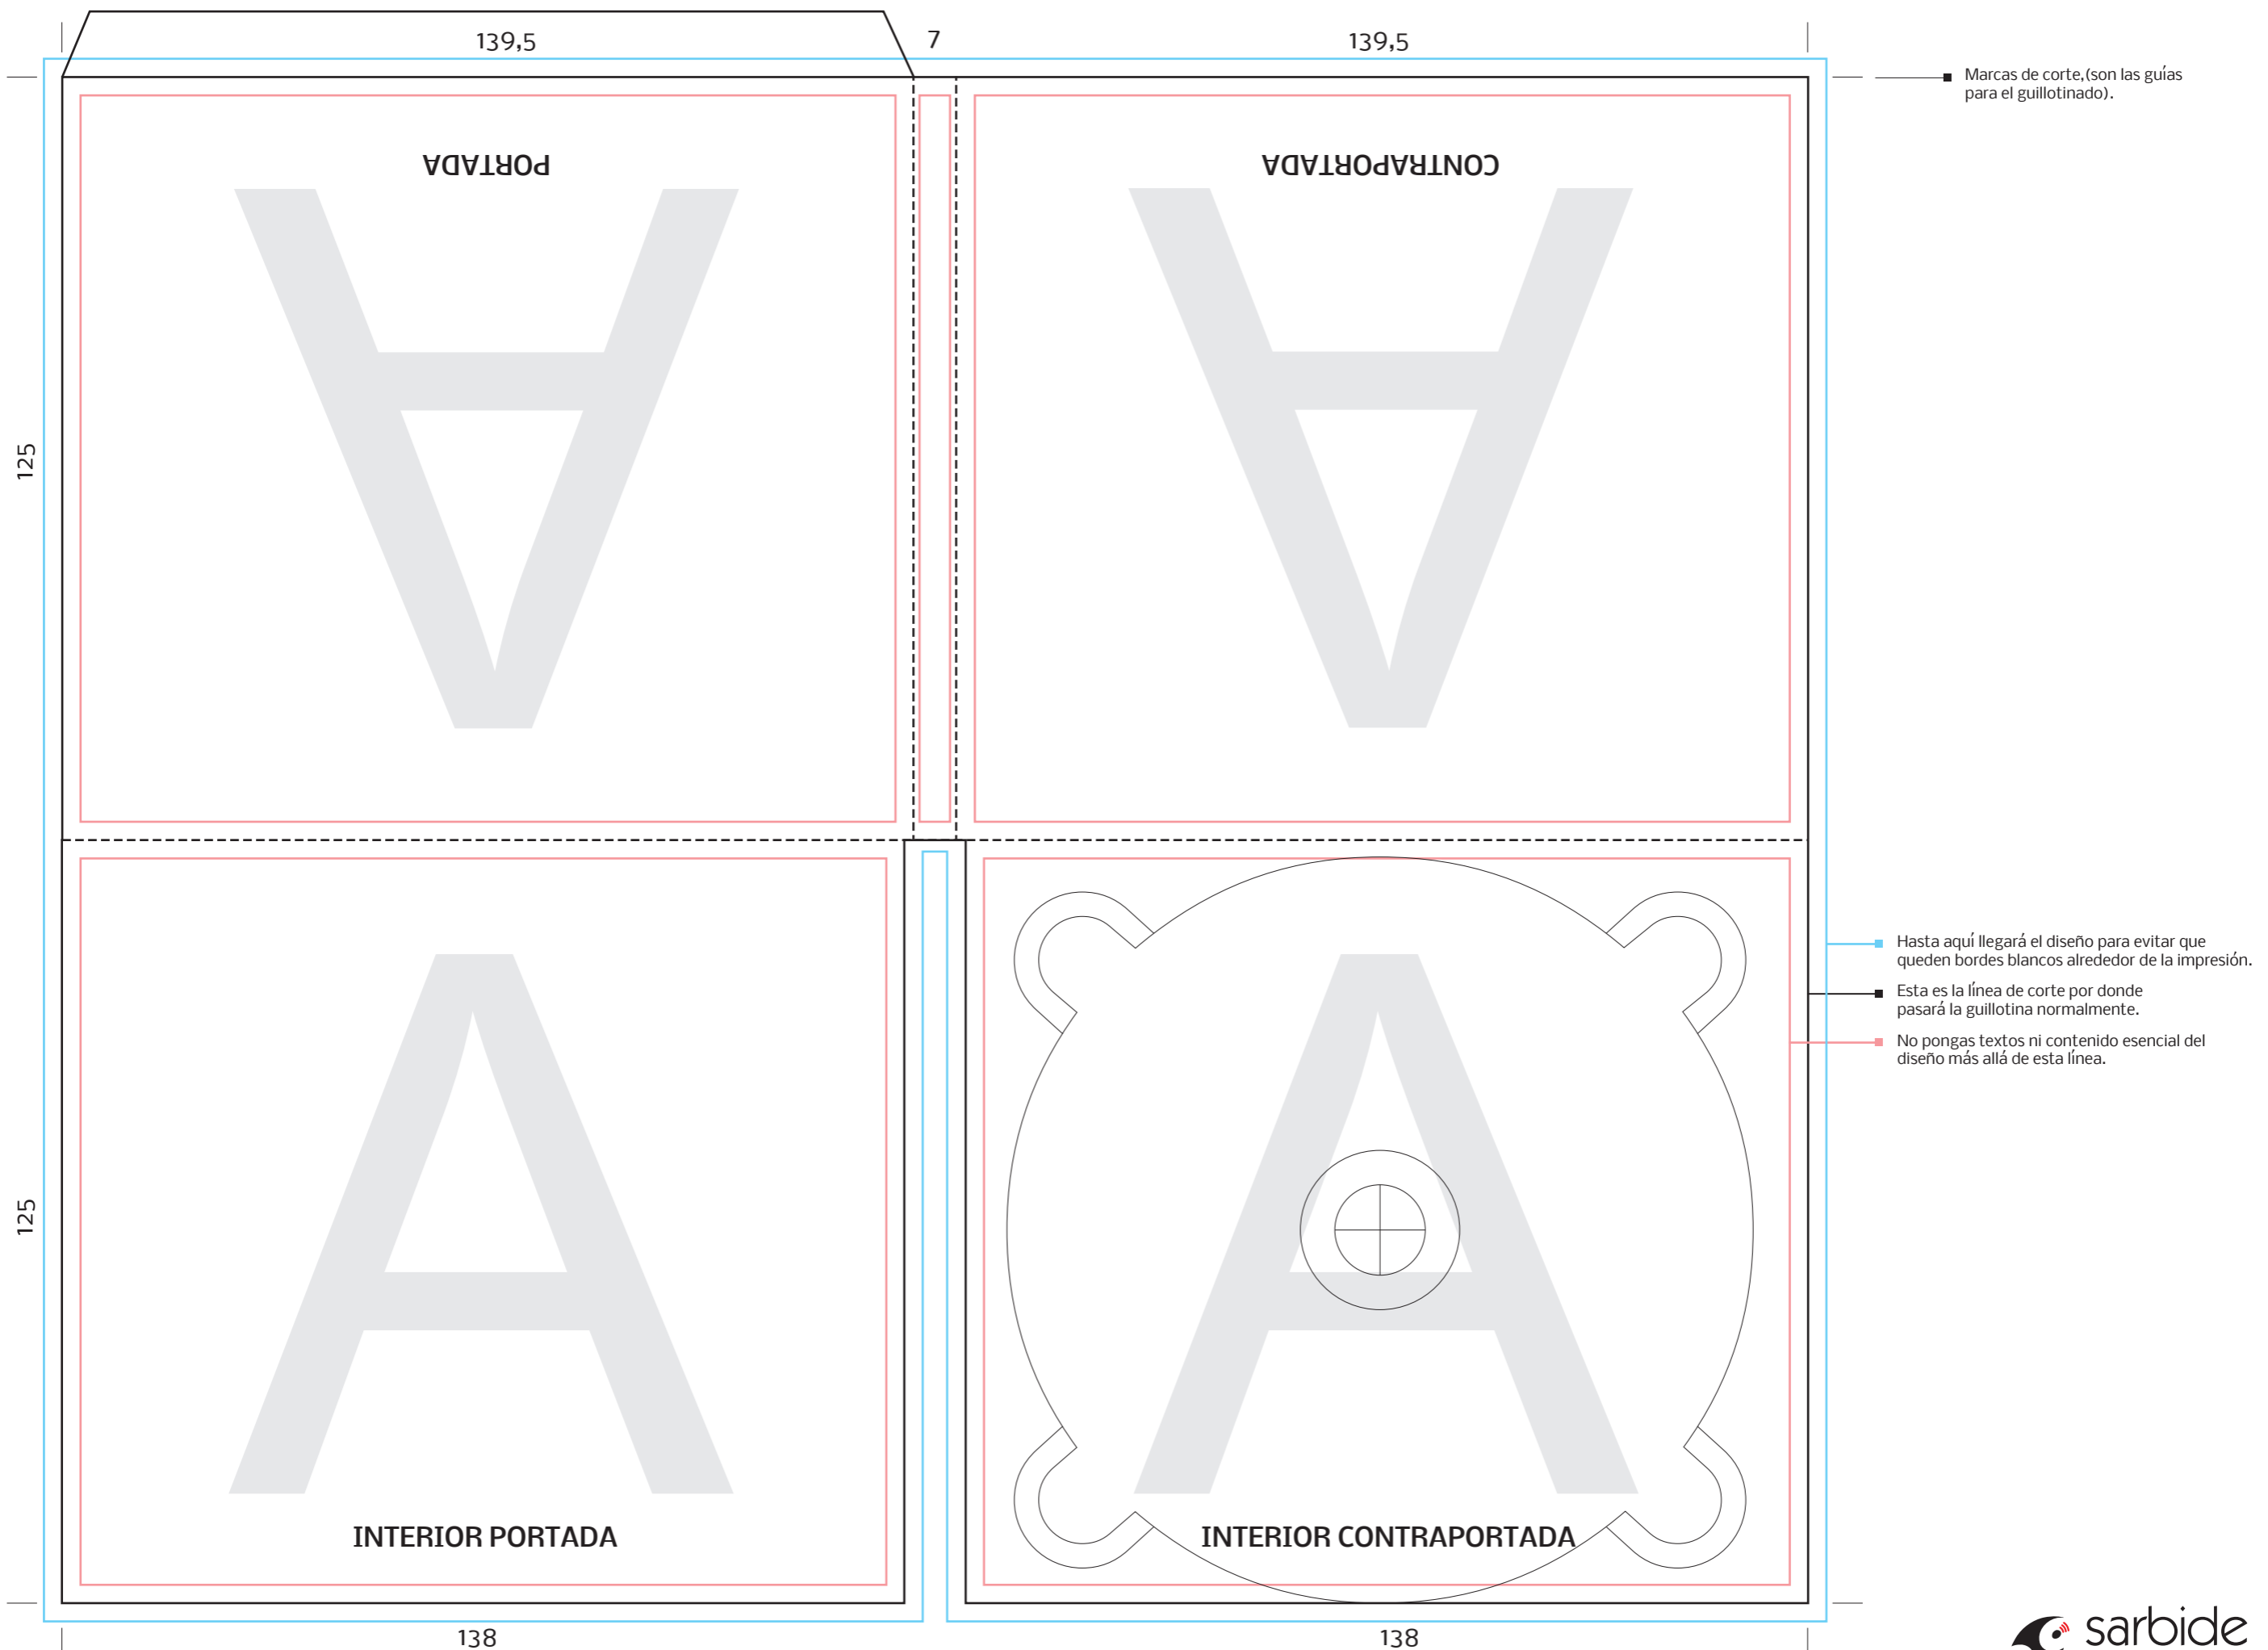 139,5
7
139,5
Marcas de corte,(son las guías
para el guillotinado).
PORTADA
CONTRAPORTADA
A
A
125
Hasta aquí llegará el diseño para evitar que
queden bordes blancos alrededor de la impresión.
Esta es la línea de corte por donde
pasará la guillotina normalmente.
No pongas textos ni contenido esencial del
diseño más allá de esta línea.
A
A
125
INTERIOR PORTADA
INTERIOR CONTRAPORTADA
138
138
sarbide